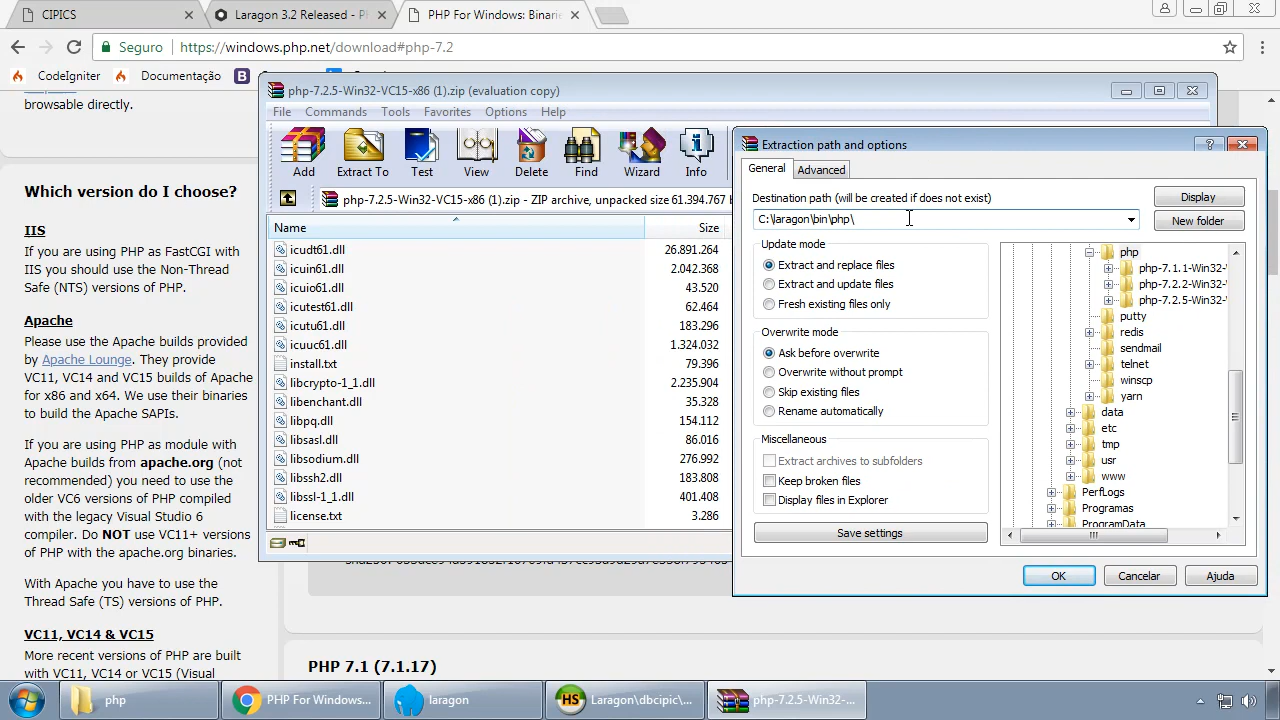 CIPICS
Laragon 3.2 Released - P
PHP For Windows: Binarie
Seguro
https://windows.php.net/download#php-7.2
CodeIgniter
Documentação
B
browsable directly.
Which version do I choose?
IIS
If you are using PHP as FastCGI with
IIS you should use the Non-Thread
Safe (NTS) versions of PHP.
Apache
Please use the Apache builds provided
by Apache Lounge. They provide
VC11, VC14 and VC15 builds of Apache
for x86 and x64. We use their binaries
to build the Apache SAPIs.
If you are using PHP as module with
Apache builds from apache.org (not
recommended) you need to use the
older VC6 versions of PHP compiled
with the legacy Visual Studio 6
compiler. Do NOT use VC11+ versions
of PHP with the apache.org binaries.
With Apache you have to use the
Thread Safe (TS) versions of PHP.
VC11, VC14 & VC15
More recent versions of PHP are built
with VC11, VC14 or VC15 (Visual
PHP 7.1 (7.1.17)
php-7.2.5-Win32-VC15-x86 (1).zip (evaluation copy)
File Commands Tools Favorites Options Help
Add Extract To Test View Delete Find Wizard Info
php-7.2.5-Win32-VC15-x86 (1).zip - ZIP archive, unpacked size 61.394.767 b
Name Size
icudt61.dll 26.891.264
icuin61.dll 2.042.368
icuio61.dll 43.520
icutest61.dll 62.464
icutu61.dll 183.296
icuuc61.dll 1.324.032
install.txt 79.396
libcrypto-1_1.dll 2.235.904
libenchant.dll 35.328
libpq.dll 154.112
libsasl.dll 86.016
libsodium.dll 276.992
libssh2.dll 183.808
libssl-1_1.dll 401.408
license.txt 3.286
Extraction path and options
General Advanced
Destination path (will be created if does not exist)
C:\laragon\bin\php\
Display
New folder
Update mode
Extract and replace files
Extract and update files
Fresh existing files only
Overwrite mode
Ask before overwrite
Overwrite without prompt
Skip existing files
Rename automatically
Miscellaneous
Extract archives to subfolders
Keep broken files
Display files in Explorer
Save settings
php
php-7.1.1-Win32-
php-7.2.2-Win32-
php-7.2.5-Win32-
putty
redis
sendmail
telnet
winscp
yarn
data
etc
tmp
usr
www
PerfLogs
Programas
ProgramData
OK Cancelar Ajuda
php
PHP For Windows...
laragon
HS
Laragon\dbcipic\...
php-7.2.5-Win32-...